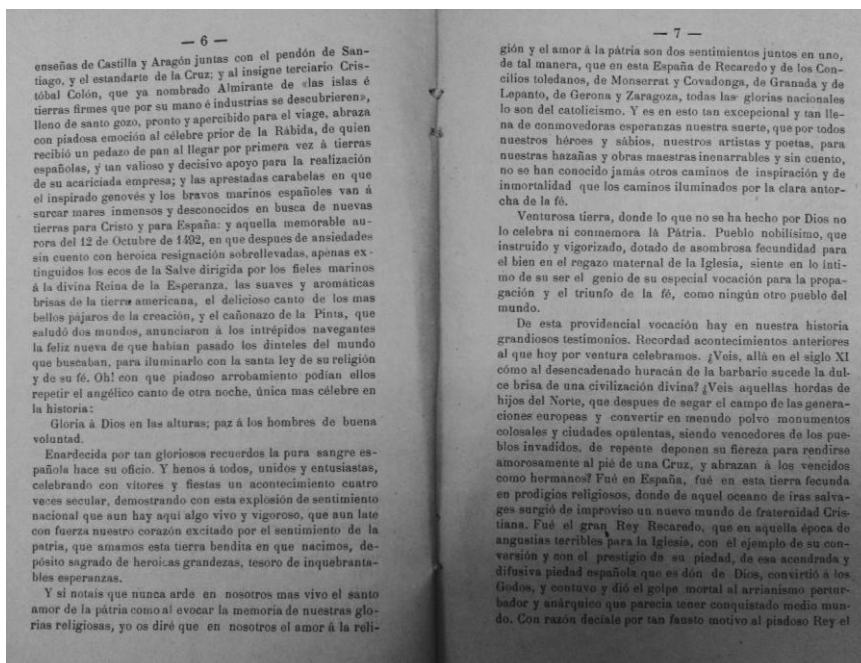 — 6 —
enseñas de Castilla y Aragón juntas con el pendón de San-
tiago, y el estandarte de la Cruz; y al insigne terciario Cris-
tóbal Colón, que ya nombrado Almirante de «las islas é
tierras firmes que por su mano é industrias se descubrieren»,
lleno de santo gozo, pronto y apercibido para el viage, abraza
con piadosa emoción al célebre prior de la Rábida, de quien
recibió un pedazo de pan al llegar por primera vez á tierras
españolas, y tan valioso y decisivo apoyo para la realización
de su acariciada empresa; y las aprestadas carabelas en que
el inspirado genovés y los bravos marinos españoles van á
surcar mares inmensos y desconocidos en busca de nuevas
tierras para Cristo y para España: y aquella memorable au-
rora del 12 de Octubre de 1492, en que despues de ansiedades
sin cuento con heroica resignación sobrellevadas, apenas ex-
tinguidos los ecos de la Salve dirigida por los fieles marinos
á la divina Reina de la Esperanza, las suaves y aromáticas
brisas de la tierra americana, el delicioso canto de los mas
bellos pájaros de la creación, y el cañonazo de la Pinta, que
saludó dos mundos, anunciaron á los intrépidos navegantes
la feliz nueva de que habían pasado los dinteles del mundo
que buscaban, para iluminarlo con la santa ley de su religión
y de su fé. Oh! con que piadoso arrobamiento podían ellos
repetir el angélico canto de otra noche, única mas célebre en
la historia:
Gloria á Dios en las alturas; paz á los hombres de buena
voluntad.
Enardecida por tan gloriosos recuerdos la pura sangre es-
pañola hace su oficio. Y henos á todos, unidos y entusiastas,
celebrando con vítores y fiestas un acontecimiento cuatro
veces secular, demostrando con esta explosión de sentimiento
nacional que aun hay aquí algo vivo y vigoroso, que aun late
con fuerza nuestro corazón excitado por el sentimiento de la
patria, que amamos esta tierra bendita en que nacimos, de-
pósito sagrado de heroicas grandezas, tesoro de inquebranta-
bles esperanzas.
Y si notais que nunca arde en nosotros mas vivo el santo
amor de la pátria como al evocar la memoria de nuestras glo-
rias religiosas, yo os diré que en nosotros el amor á la reli-
— 7 —
gión y el amor á la pátria son dos sentimientos juntos en uno,
de tal manera, que en esta España de Recaredo y de los Con-
cilios toledanos, de Monserrat y Covadonga, de Granada y de
Lepanto, de Gerona y Zaragoza, todas las glorias nacionales
lo son del catolicismo. Y es en esto tan excepcional y tan lle-
na de conmovedoras esperanzas nuestra suerte, que por todos
nuestros héroes y sábios, nuestros artistas y poetas, para
nuestras hazañas y obras maestras inenarrables y sin cuento,
no se han conocido jamás otros caminos de inspiración y de
inmortalidad que los caminos iluminados por la clara antor-
cha de la fé.
Venturosa tierra, donde lo que no se ha hecho por Dios no
lo celebra ni conmemora la Pátria. Pueblo nobilísimo, que
instruido y vigorizado, dotado de asombrosa fecundidad para
el bien en el regazo maternal de la Iglesia, siente en lo ínti-
mo de su ser el genio de su especial vocación para la propa-
gación y el triunfo de la fé, como ningún otro pueblo del
mundo.
De esta providencial vocación hay en nuestra historia
grandiosos testimonios. Recordad acontecimientos anteriores
al que hoy por ventura celebramos. ¿Veis, allá en el siglo XI
cómo al desencadenado huracán de la barbario sucede la dul-
ce brisa de una civilización divina? ¿Veis aquellas hordas de
hijos del Norte, que despues de segar el campo de las genera-
ciones europeas y convertir en menudo polvo monumentos
colosales y ciudades opulentas, siendo vencedores de los pue-
blos invadidos, de repente deponen su fiereza para rendirse
amorosamente al pié de una Cruz, y abrazan á los vencidos
como hermanos? Fué en España, fué en esta tierra fecunda
en prodigios religiosos, donde de aquel oceano de iras salva-
ges surgió de improviso un nuevo mundo de fraternidad Cris-
tiana. Fué el gran Rey Recaredo, que en aquella época de
angustias terribles para la Iglesia, con el ejemplo de su con-
versión y con el prestigio de su piedad, de esa acendrada y
difusiva piedad española que es dón de Dios, convirtió á los
Godos, y contuvo y dió el golpe mortal al arrianismo pertur-
bador y anárquico que parecía tener conquistado medio mun-
do. Con razón decíale por tan fausto motivo al piadoso Rey el